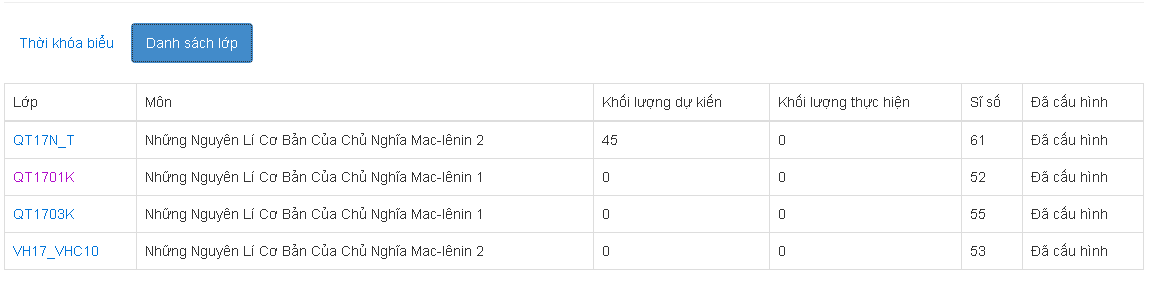 Thời khóa biểu Danh sách lớp
Lớp Môn Khối lượng dự kiến Khối lượng thực hiện Sĩ số Đã cấu hình
QT17N_T Những Nguyên Lí Cơ Bản Của Chủ Nghĩa Mac-lênin 2 45 0 61 Đã cấu hình
QT1701K Những Nguyên Lí Cơ Bản Của Chủ Nghĩa Mac-lênin 1 0 0 52 Đã cấu hình
QT1703K Những Nguyên Lí Cơ Bản Của Chủ Nghĩa Mac-lênin 1 0 0 55 Đã cấu hình
VH17_VHC10 Những Nguyên Lí Cơ Bản Của Chủ Nghĩa Mac-lênin 2 0 0 53 Đã cấu hình